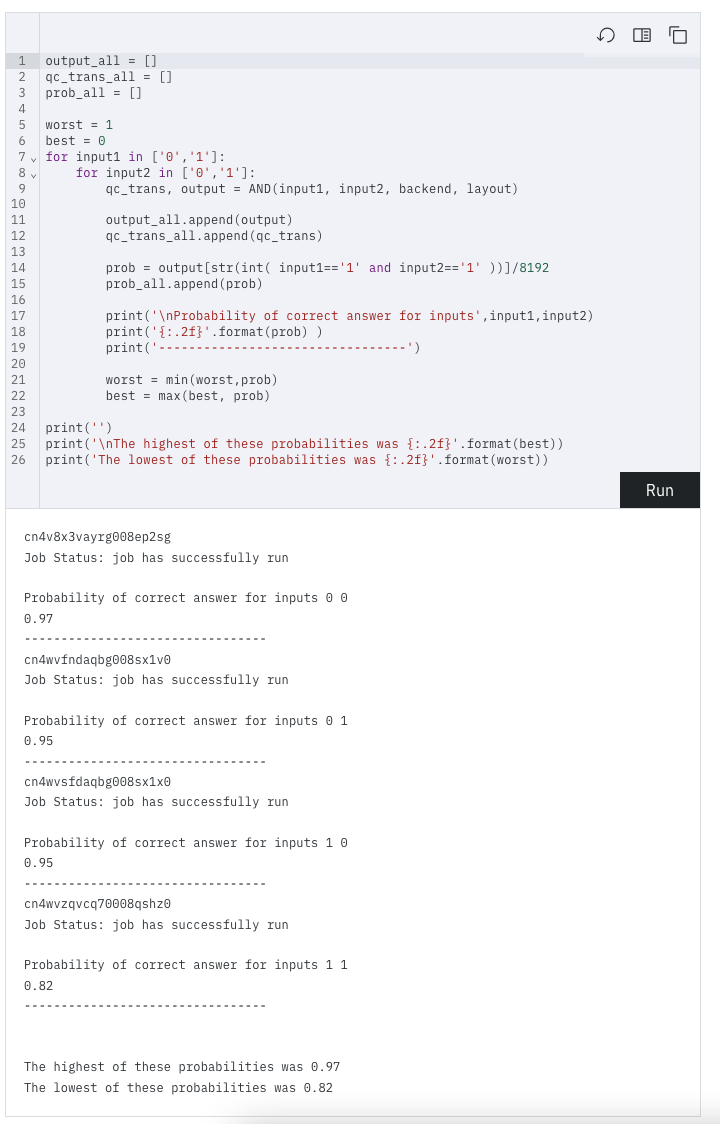 1 output_all = []
2 qc_trans_all = []
3 prob_all = []
4
5 worst = 1
6 best = 0
7 for input1 in ['0','1']:
8     for input2 in ['0','1']:
9         qc_trans, output = AND(input1, input2, backend, layout)
10
11         output_all.append(output)
12         qc_trans_all.append(qc_trans)
13
14         prob = output[str(int( input1=='1' and input2=='1' ))]/8192
15         prob_all.append(prob)
16
17         print('\nProbability of correct answer for inputs',input1,input2)
18         print('{:.2f}'.format(prob) )
19         print('---------------------------------')
20
21         worst = min(worst,prob)
22         best = max(best, prob)
23
24 print('')
25 print('\nThe highest of these probabilities was {:.2f}'.format(best))
26 print('The lowest of these probabilities was {:.2f}'.format(worst))
Run
cn4v8x3vayrg008ep2sg
Job Status: job has successfully run
Probability of correct answer for inputs 0 0
0.97
---------------------------------
cn4wvfndaqbg008sx1v0
Job Status: job has successfully run
Probability of correct answer for inputs 0 1
0.95
---------------------------------
cn4wvsfdaqbg008sx1x0
Job Status: job has successfully run
Probability of correct answer for inputs 1 0
0.95
---------------------------------
cn4wvzqvcq70008qshz0
Job Status: job has successfully run
Probability of correct answer for inputs 1 1
0.82
---------------------------------
The highest of these probabilities was 0.97
The lowest of these probabilities was 0.82